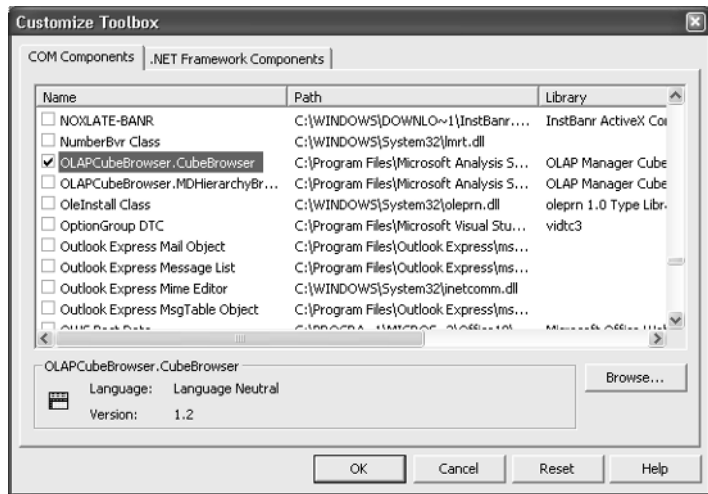 Customize Toolbox
COM Components .NET Framework Components
Name Path Library
NOXLATE-BANR C:\WINDOWS\DOWNLO~1\InstBanr.... InstBanr ActiveX Co
NumberBvr Class C:\WINDOWS\System32\lmrt.dll
OLAPCubeBrowser.CubeBrowser C:\Program Files\Microsoft Analysis S... OLAP Manager Cube
OLAPCubeBrowser.MDHierarchyBr... C:\Program Files\Microsoft Analysis S... OLAP Manager Cube
OleInstall Class C:\WINDOWS\System32\oleprn.dll oleprn 1.0 Type Libr
OptionGroup DTC C:\Program Files\Microsoft Visual Stu... vidtc3
Outlook Express Mail Object C:\Program Files\Outlook Express\ms...
Outlook Express Message List C:\Program Files\Outlook Express\ms...
Outlook Express Mime Editor C:\WINDOWS\System32\inetcomm.dll
Outlook Express MsgTable Object C:\Program Files\Outlook Express\ms...
OLAPCubeBrowser.CubeBrowser
Language: Language Neutral
Version: 1.2
Browse...
OK Cancel Reset Help